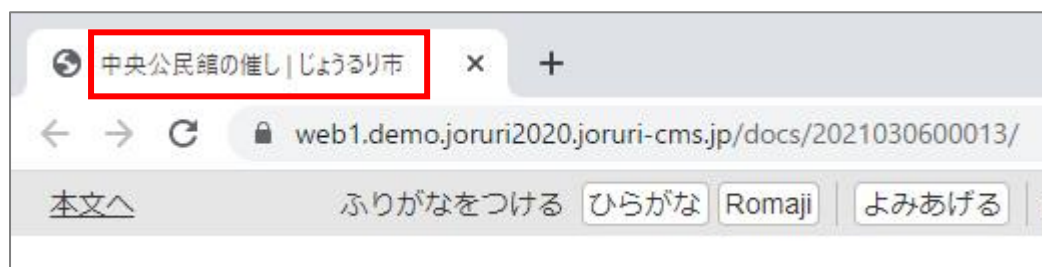 中央公民館の催し | じょうるり市
web1.demo.joruri2020.joruri-cms.jp/docs/2021030600013/
本文へ ふりがなをつける ひらがな Romaji よみあげる